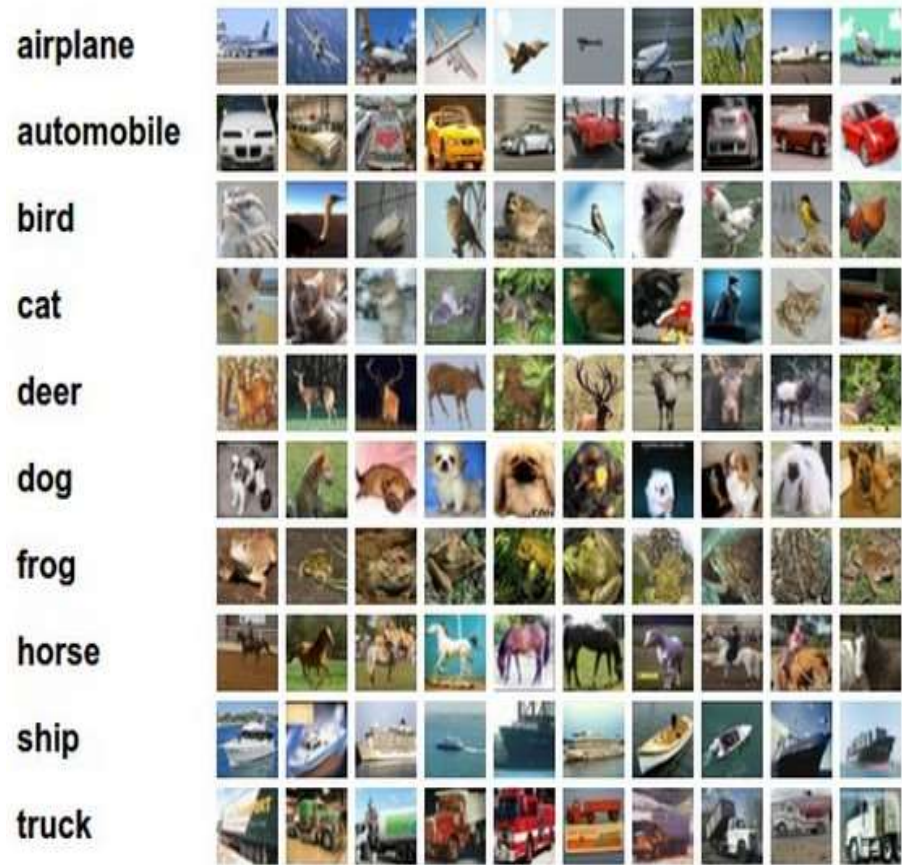 airplane
automobile
bird
cat
deer
dog
frog
horse
ship
truck